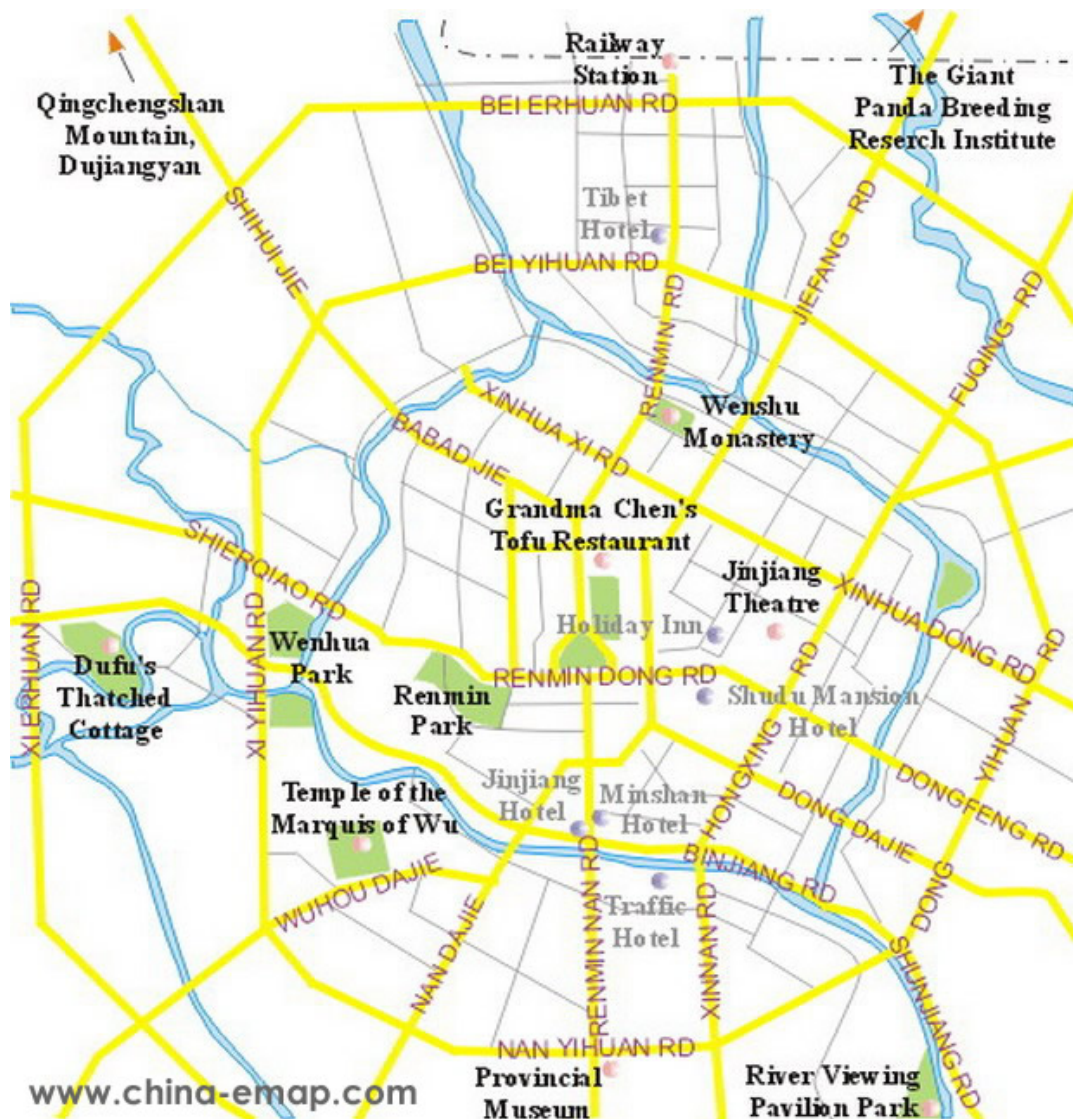 Railway
Station
Qingchengshan
Mountain,
Dujiangyan
The Giant
Panda Breeding
Reserch Institute
BEI ERHUAN RD
SHIHUI JIE
Tibet
Hotel
BEI YIHUAN RD
JIEFANG RD
FUQING RD
RENMIN RD
XINHUA XI RD
BABAD JIE
Wenshu
Monastery
Grandma Chen's
Tofu Restaurant
SHIERQIAO RD
Jinjiang
Theatre
XINHUA DONG RD
XI ERHUAN RD
XI YIHUAN RD
Wenhua
Park
Holiday Inn
Dufu's
Thatched
Cottage
Renmin
Park
RENMIN DONG RD
Shudu Mansion
Hotel
HONGXING RD
DONG YIHUAN RD
DONGFENG RD
DONG DAJIE
Temple of the
Marquis of Wu
Jinjiang
Hotel
Minshan
Hotel
BINJIANG RD
WUHOU DAJIE
Traffic
Hotel
NAN DAJIE
RENMIN NAN RD
XINNAN RD
SHUNJIANG RD
NAN YIHUAN RD
Provincial
Museum
River Viewing
Pavilion Park
www.china-emap.com